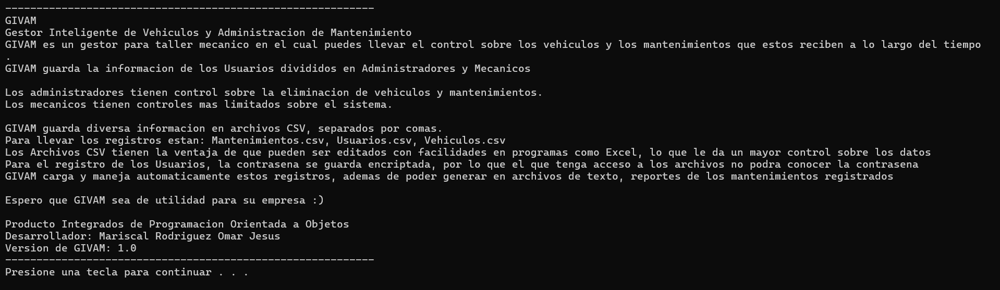 -----------------------------------------------------------
GIVAM
Gestor Inteligente de Vehiculos y Administracion de Mantenimiento
GIVAM es un gestor para taller mecanico en el cual puedes llevar el control sobre los vehiculos y los mantenimientos que estos reciben a lo largo del tiempo
.
GIVAM guarda la informacion de los Usuarios divididos en Administradores y Mecanicos

Los administradores tienen control sobre la eliminacion de vehiculos y mantenimientos.
Los mecanicos tienen controles mas limitados sobre el sistema.

GIVAM guarda diversa informacion en archivos CSV, separados por comas.
Para llevar los registros estan: Mantenimientos.csv, Usuarios.csv, Vehiculos.csv
Los Archivos CSV tienen la ventaja de que pueden ser editados con facilidades en programas como Excel, lo que le da un mayor control sobre los datos
Para el registro de los Usuarios, la contrasena se guarda encriptada, por lo que el que tenga acceso a los archivos no podra conocer la contrasena
GIVAM carga y maneja automaticamente estos registros, ademas de poder generar en archivos de texto, reportes de los mantenimientos registrados

Espero que GIVAM sea de utilidad para su empresa :)

Producto Integrados de Programacion Orientada a Objetos
Desarrollador: Mariscal Rodriguez Omar Jesus
Version de GIVAM: 1.0
-----------------------------------------------------------
Presione una tecla para continuar . . .